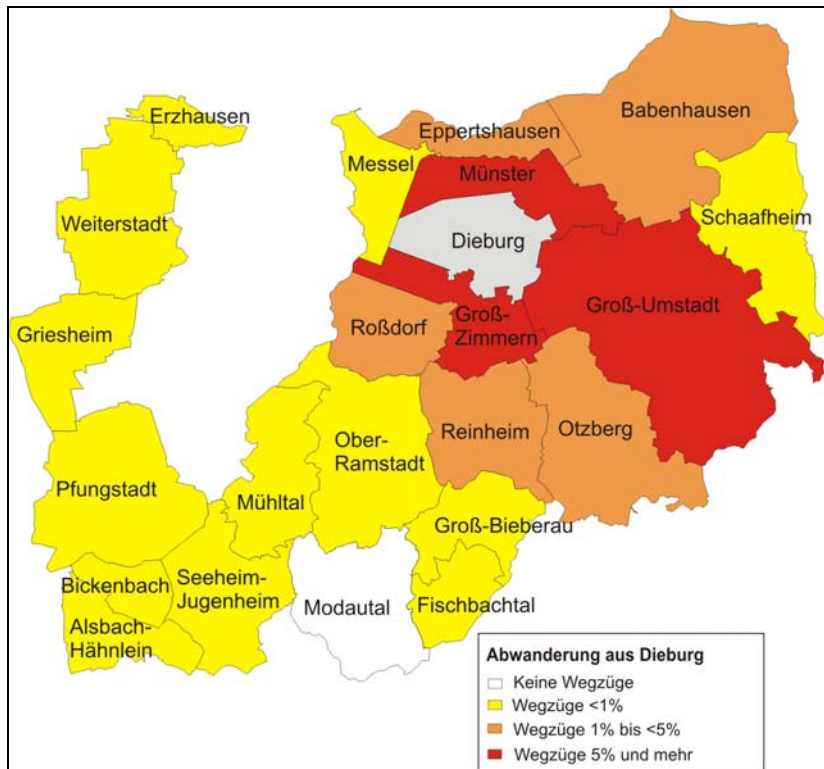 Erzhausen
Babenhausen
Eppertshausen
Messel
Münster
Schaafheim
Weiterstadt
Dieburg
Groß-Umstadt
Griesheim
Roßdorf
Groß-
Zimmern
Otzberg
Reinheim
Ober-
Ramstadt
Pfungstadt
Mühltal
Groß-Bieberau
Bickenbach
Seeheim-
Jugenheim
Modautal
Fischbachtal
Alsbach-
Hähnlein
Abwanderung aus Dieburg
Keine Wegzüge
Wegzüge <1%
Wegzüge 1% bis <5%
Wegzüge 5% und mehr